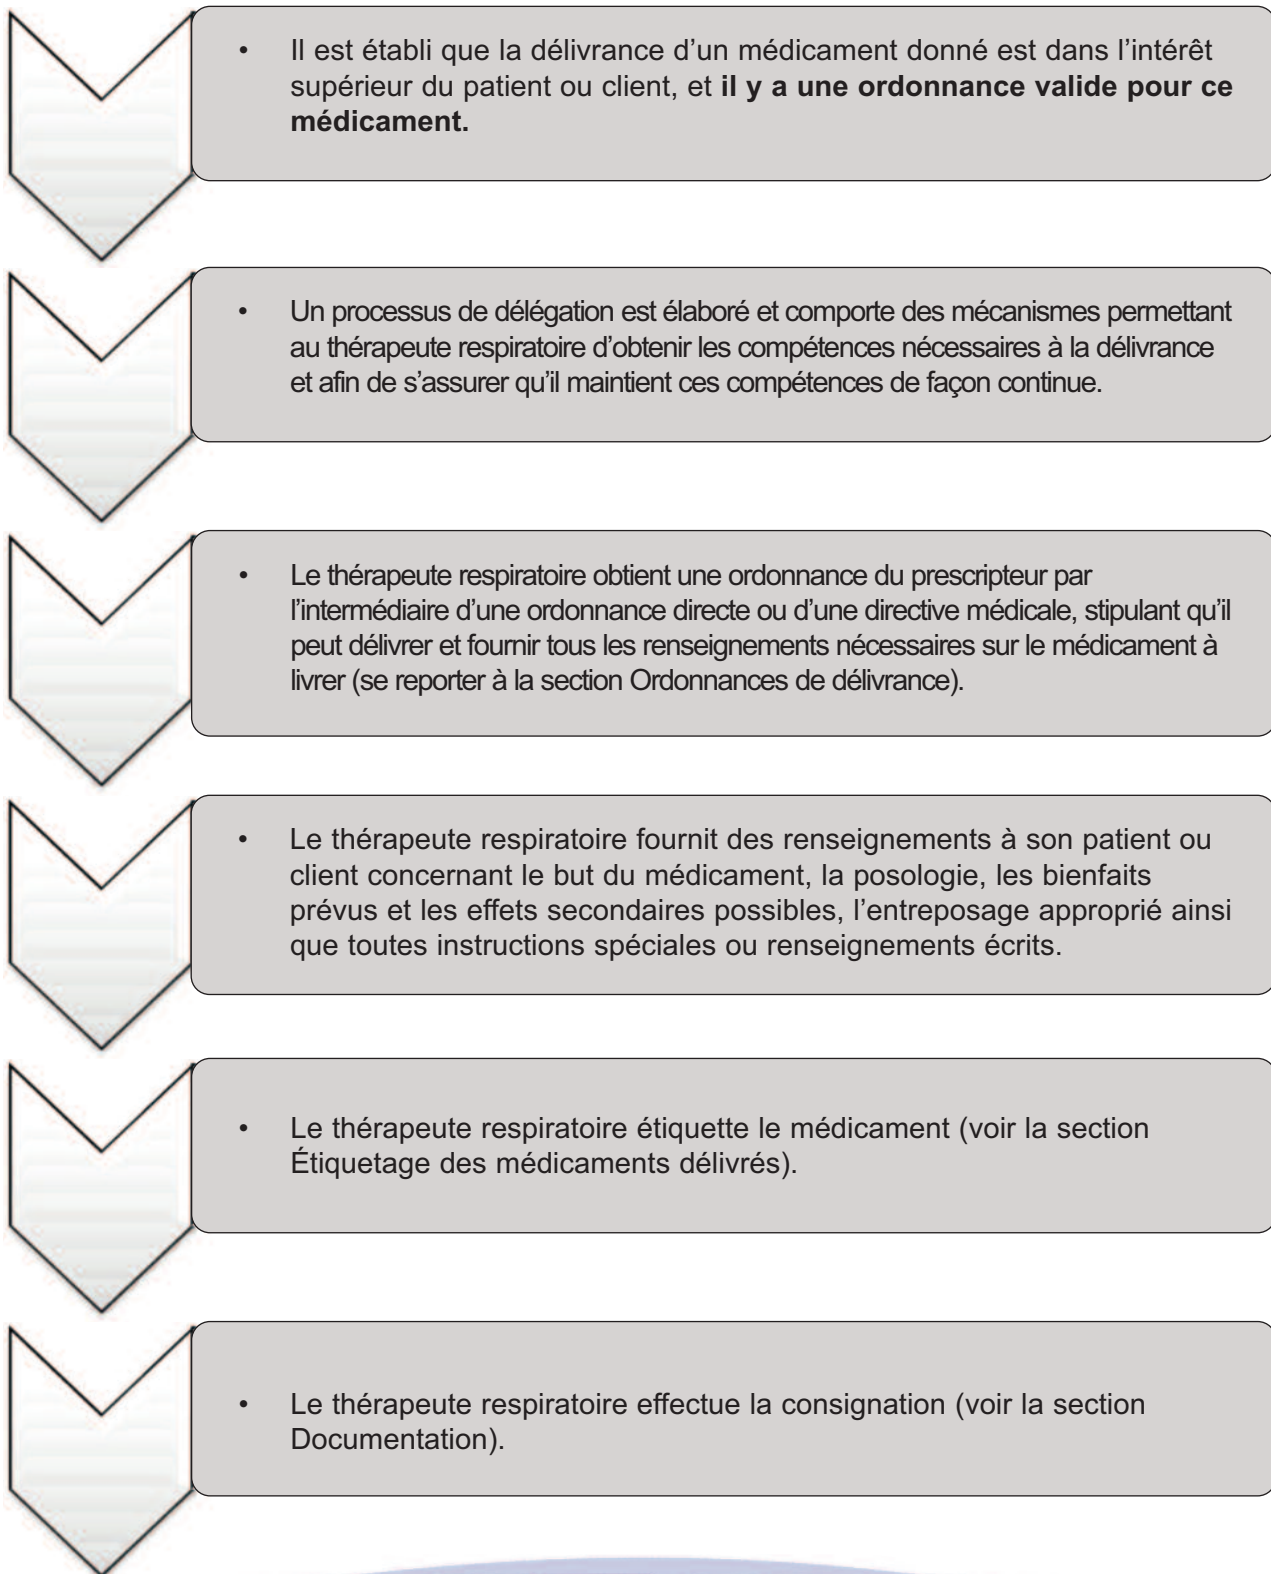 • Il est établi que la délivrance d’un médicament donné est dans l’intérêt
supérieur du patient ou client, et il y a une ordonnance valide pour ce
médicament.
• Un processus de délégation est élaboré et comporte des mécanismes permettant
au thérapeute respiratoire d’obtenir les compétences nécessaires à la délivrance
et afin de s’assurer qu’il maintient ces compétences de façon continue.
• Le thérapeute respiratoire obtient une ordonnance du prescripteur par
l’intermédiaire d’une ordonnance directe ou d’une directive médicale, stipulant qu’il
peut délivrer et fournir tous les renseignements nécessaires sur le médicament à
livrer (se reporter à la section Ordonnances de délivrance).
• Le thérapeute respiratoire fournit des renseignements à son patient ou
client concernant le but du médicament, la posologie, les bienfaits
prévus et les effets secondaires possibles, l’entreposage approprié ainsi
que toutes instructions spéciales ou renseignements écrits.
• Le thérapeute respiratoire étiquette le médicament (voir la section
Étiquetage des médicaments délivrés).
• Le thérapeute respiratoire effectue la consignation (voir la section
Documentation).